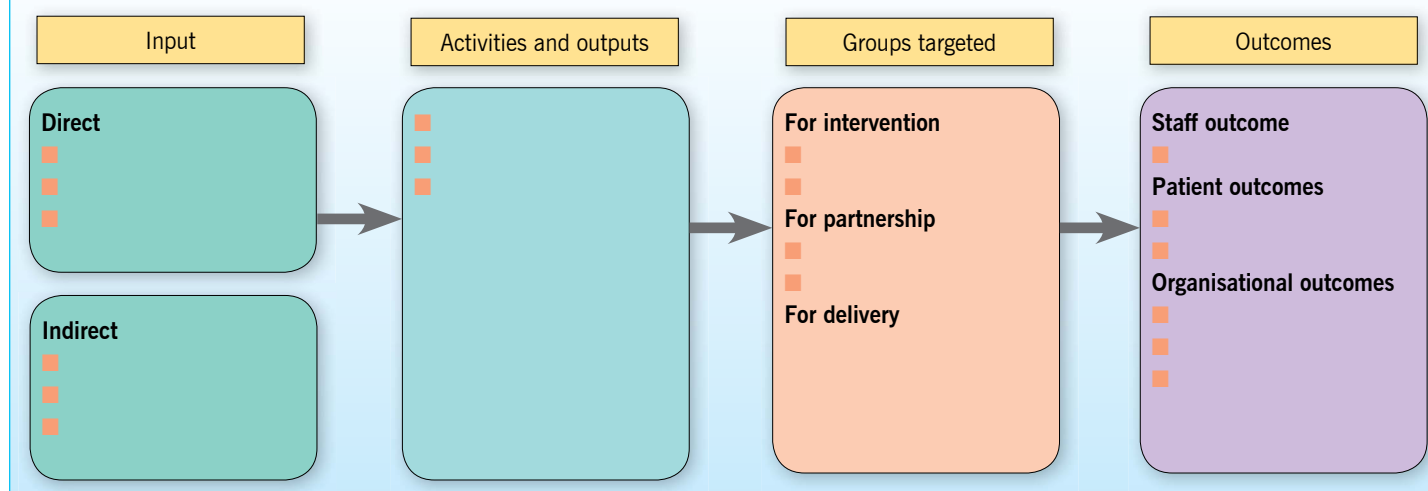 Input
Activities and outputs
Groups targeted
Outcomes
Direct
Indirect
For intervention
For partnership
For delivery
Staff outcome
Patient outcomes
Organisational outcomes